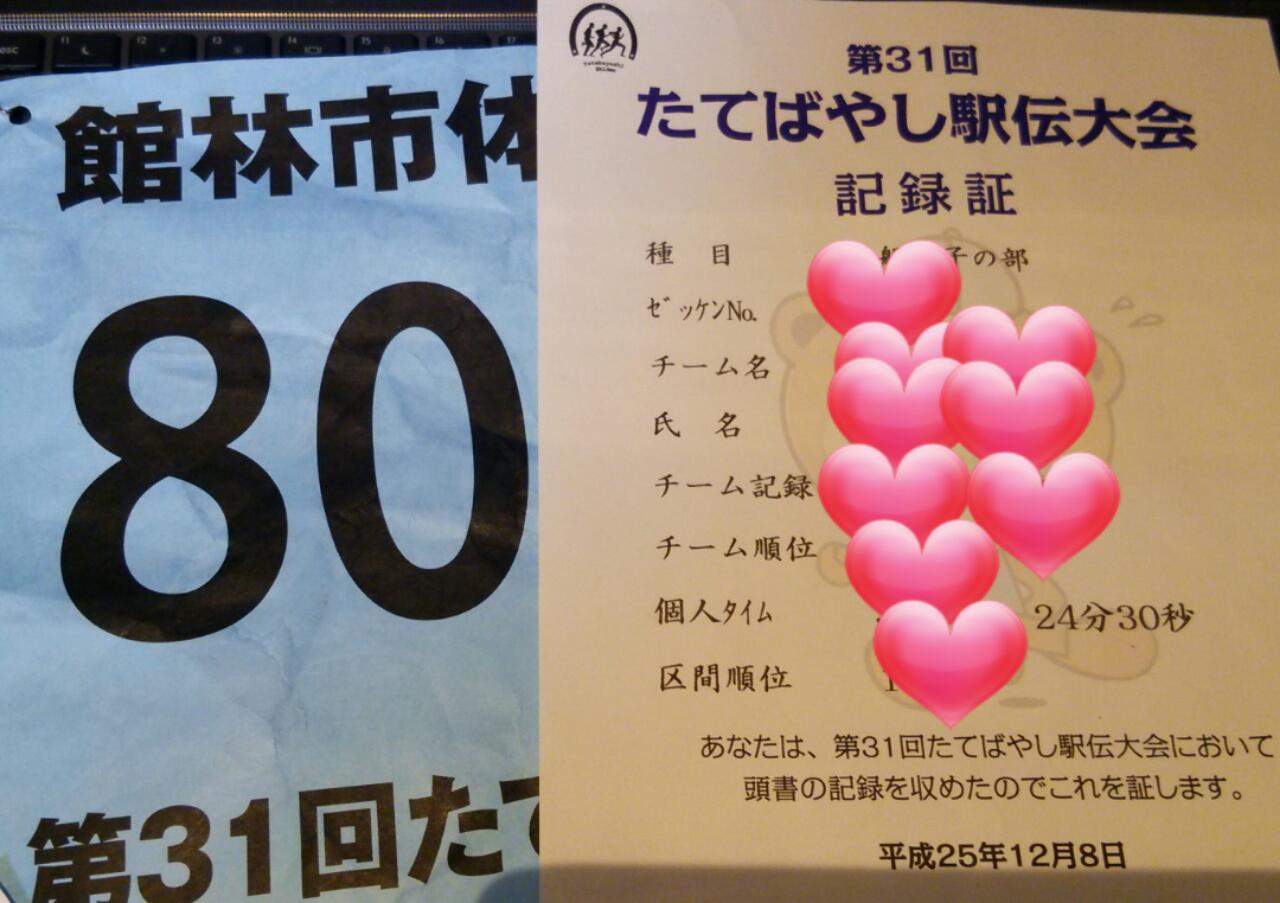 館林市体
80
第31回たて
第31回
たてばやし駅伝大会
記録証
種 目 子の部
ゼッケンNo.
チーム名
氏 名
チーム記録
チーム順位
個人タイム 24分30秒
区間順位 1
あなたは、第31回たてばやし駅伝大会において
頭書の記録を収めたのでこれを証します。
平成25年12月8日